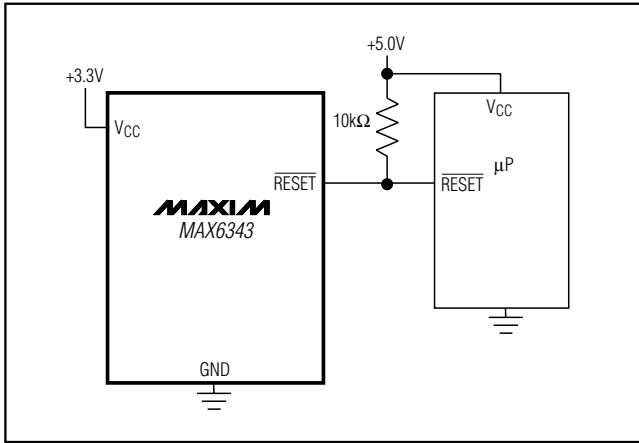 +5.0V
+3.3V
VCC
10kΩ
VCC
RESET
RESET
μP
MAXIM
MAX6343
GND